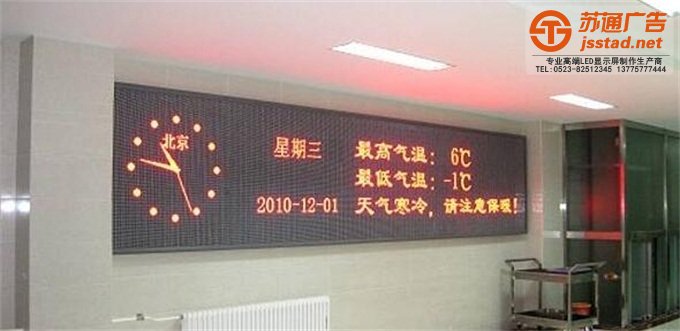 苏通广告
jsstad.net
专业高端LED显示屏制作生产商
TEL:0523-82512345 13775777444
北京
星期三
最高气温: 6℃
最低气温: -1℃
2010-12-01 天气寒冷,请注意保暖!